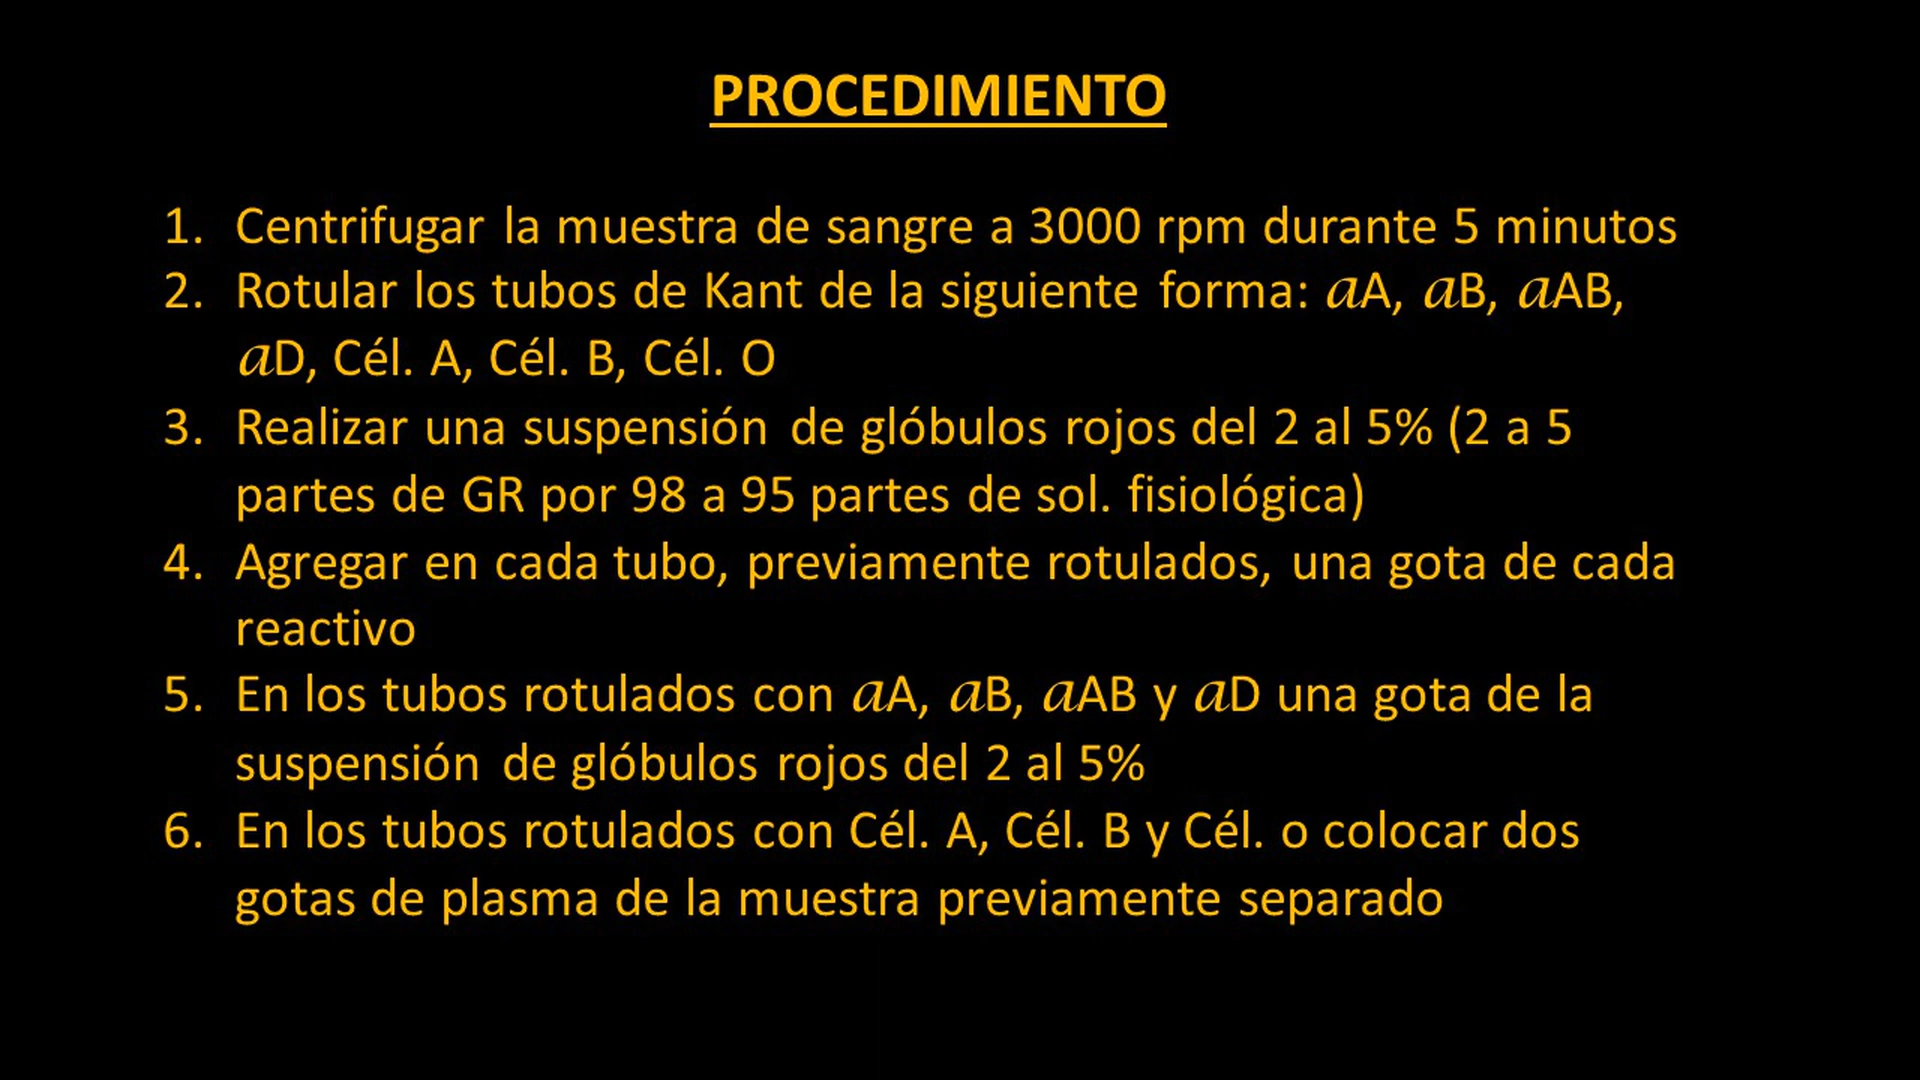 PROCEDIMIENTO
1. Centrifugar la muestra de sangre a 3000 rpm durante 5 minutos
2. Rotular los tubos de Kant de la siguiente forma: 𝑎A, 𝑎B, 𝑎AB,
𝑎D, Cél. A, Cél. B, Cél. O
3. Realizar una suspensión de glóbulos rojos del 2 al 5% (2 a 5
partes de GR por 98 a 95 partes de sol. fisiológica)
4. Agregar en cada tubo, previamente rotulados, una gota de cada
reactivo
5. En los tubos rotulados con 𝑎A, 𝑎B, 𝑎AB y 𝑎D una gota de la
suspensión de glóbulos rojos del 2 al 5%
6. En los tubos rotulados con Cél. A, Cél. B y Cél. o colocar dos
gotas de plasma de la muestra previamente separado